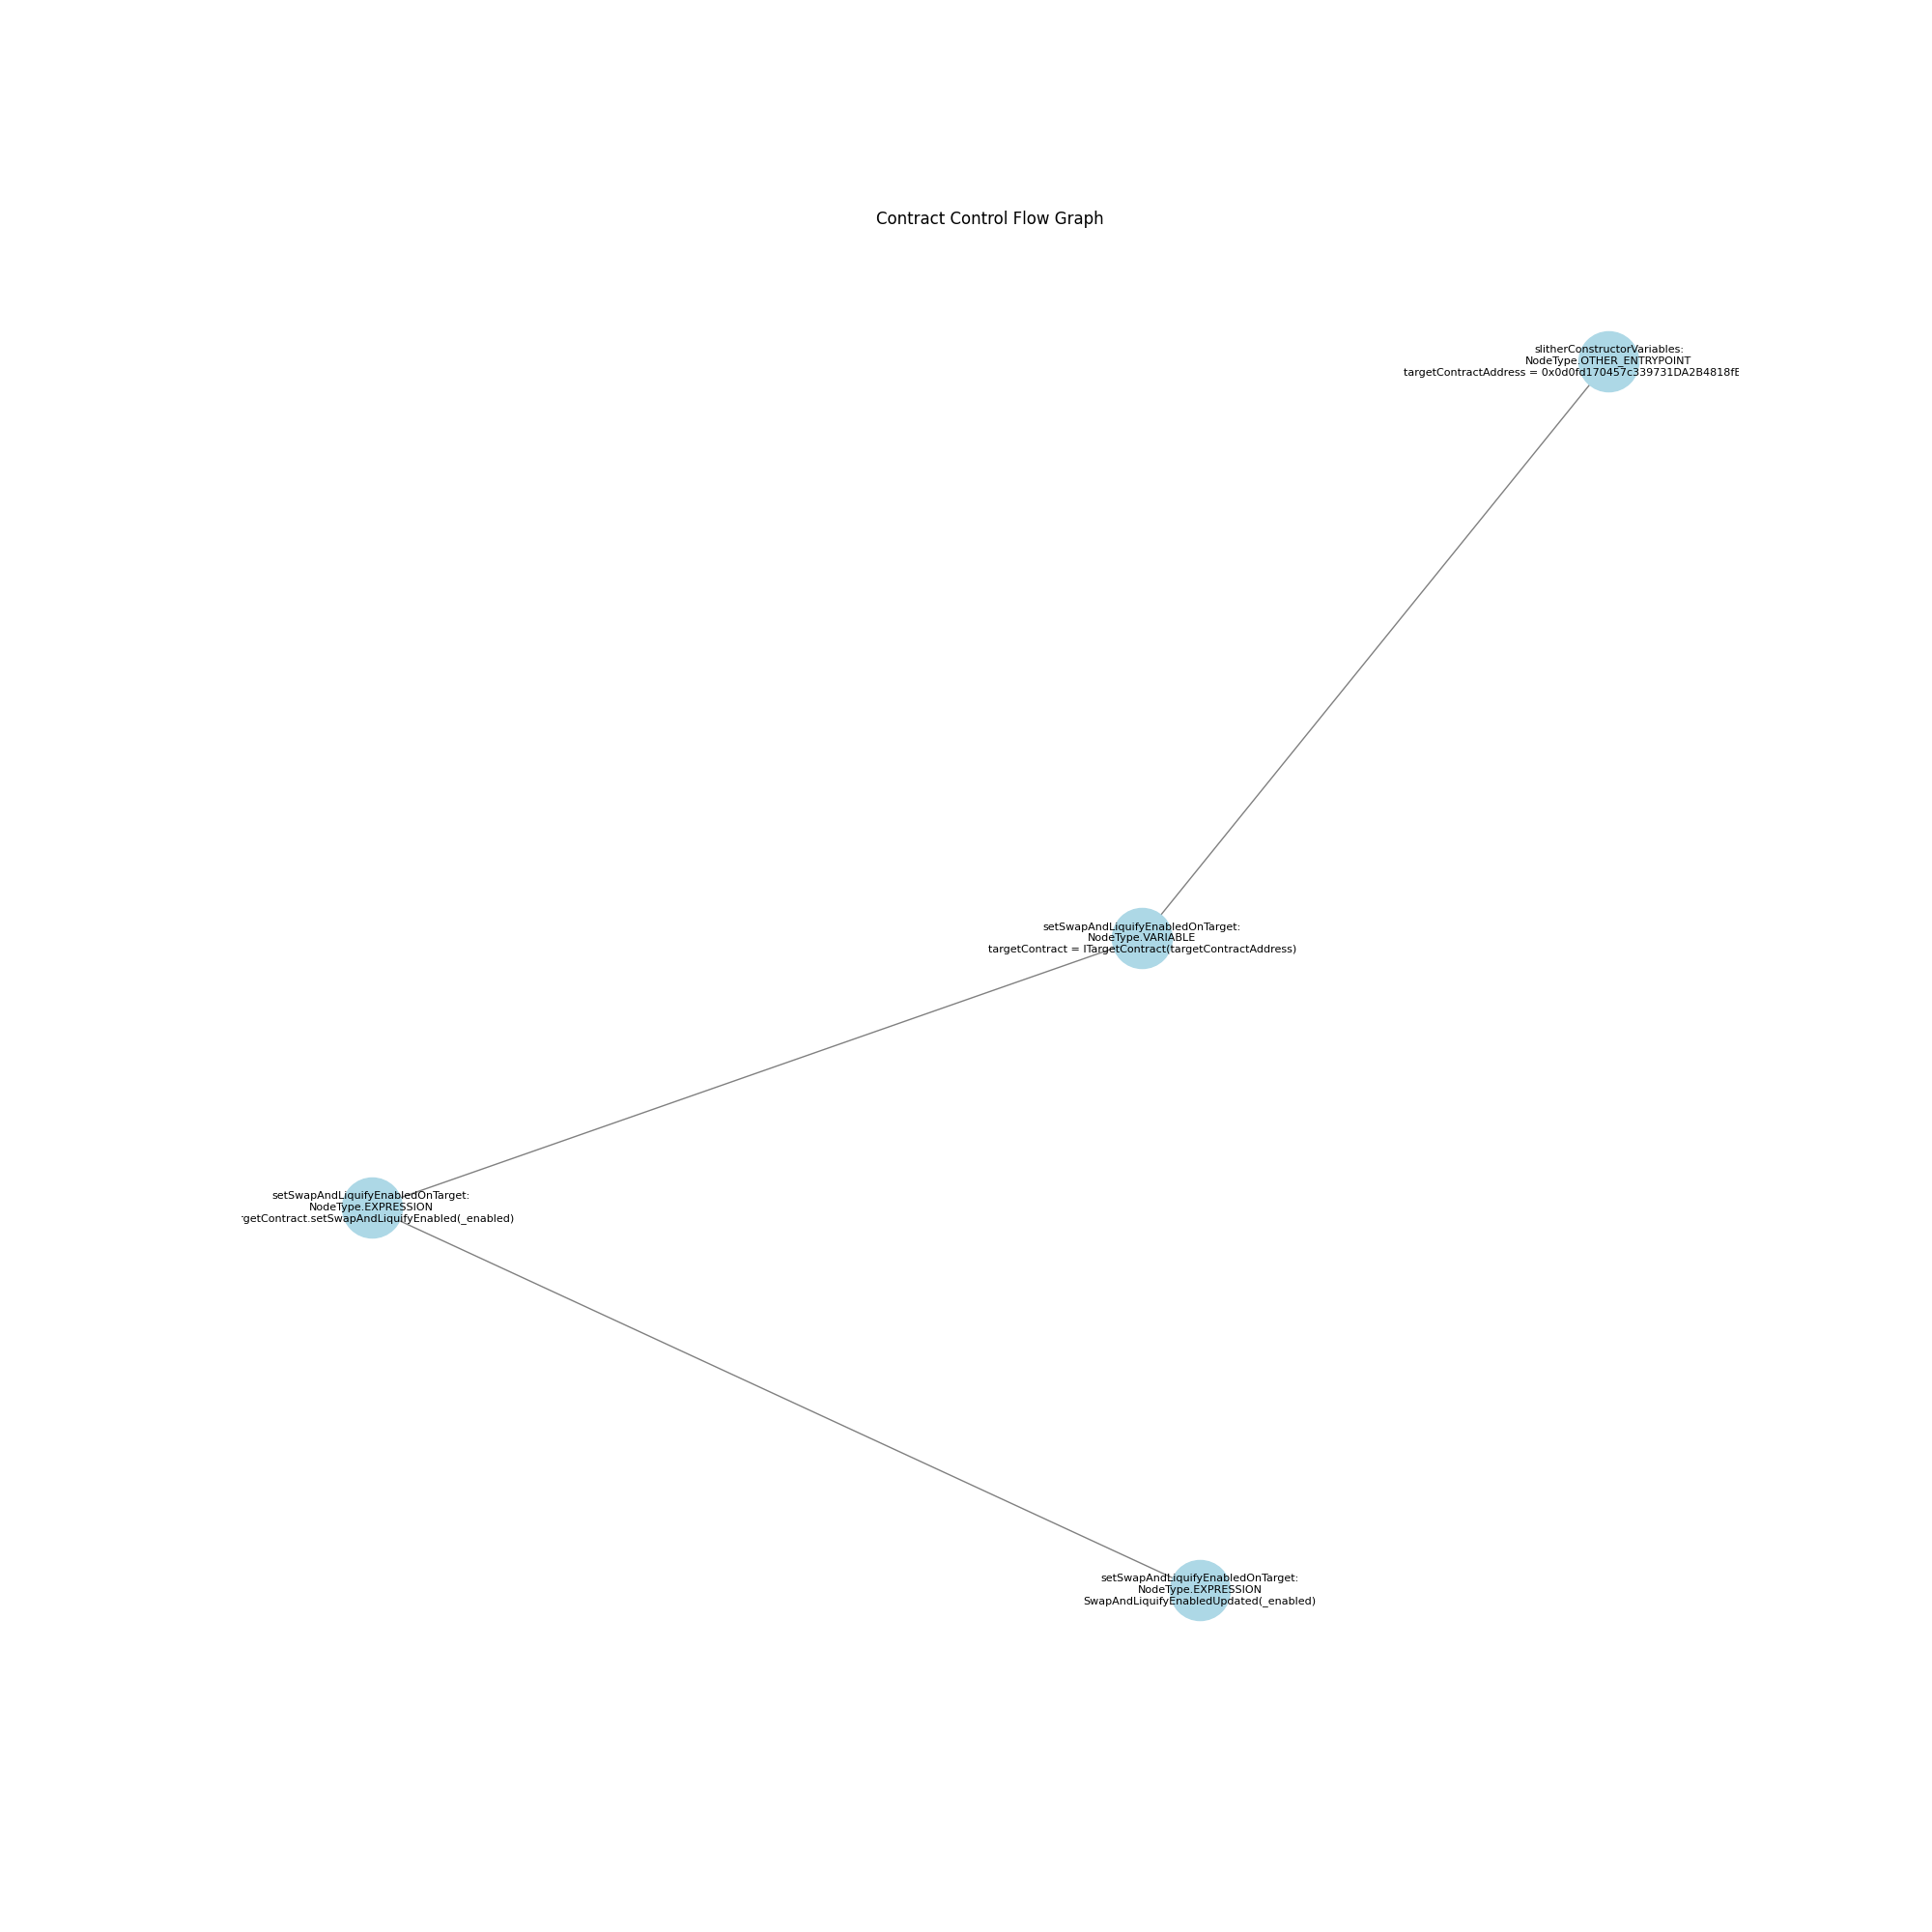 Contract Control Flow Graph
slitherConstructorVariables:
NodeType.OTHER_ENTRYPOINT
targetContractAddress = 0x0d0fd170457c339731DA2B4818fE
setSwapAndLiquifyEnabledOnTarget:
NodeType.VARIABLE
targetContract = ITargetContract(targetContractAddress)
setSwapAndLiquifyEnabledOnTarget:
NodeType.EXPRESSION
rgetContract.setSwapAndLiquifyEnabled(_enabled)
setSwapAndLiquifyEnabledOnTarget:
NodeType.EXPRESSION
SwapAndLiquifyEnabledUpdated(_enabled)